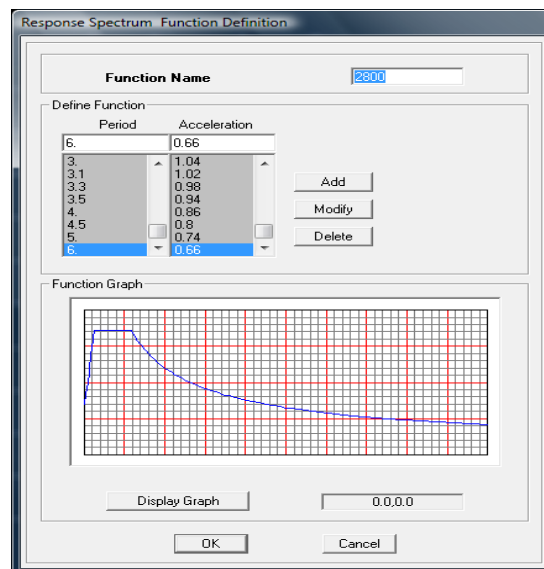 Response Spectrum Function Definition
Function Name 2800
Define Function
Period Acceleration
6. 0.66
3. 1.04
3.1 1.02
3.3 0.98
3.5 0.94
4. 0.86
4.5 0.8
5. 0.74
6. 0.66
Add
Modify
Delete
Function Graph
Display Graph 0.0,0.0
OK Cancel